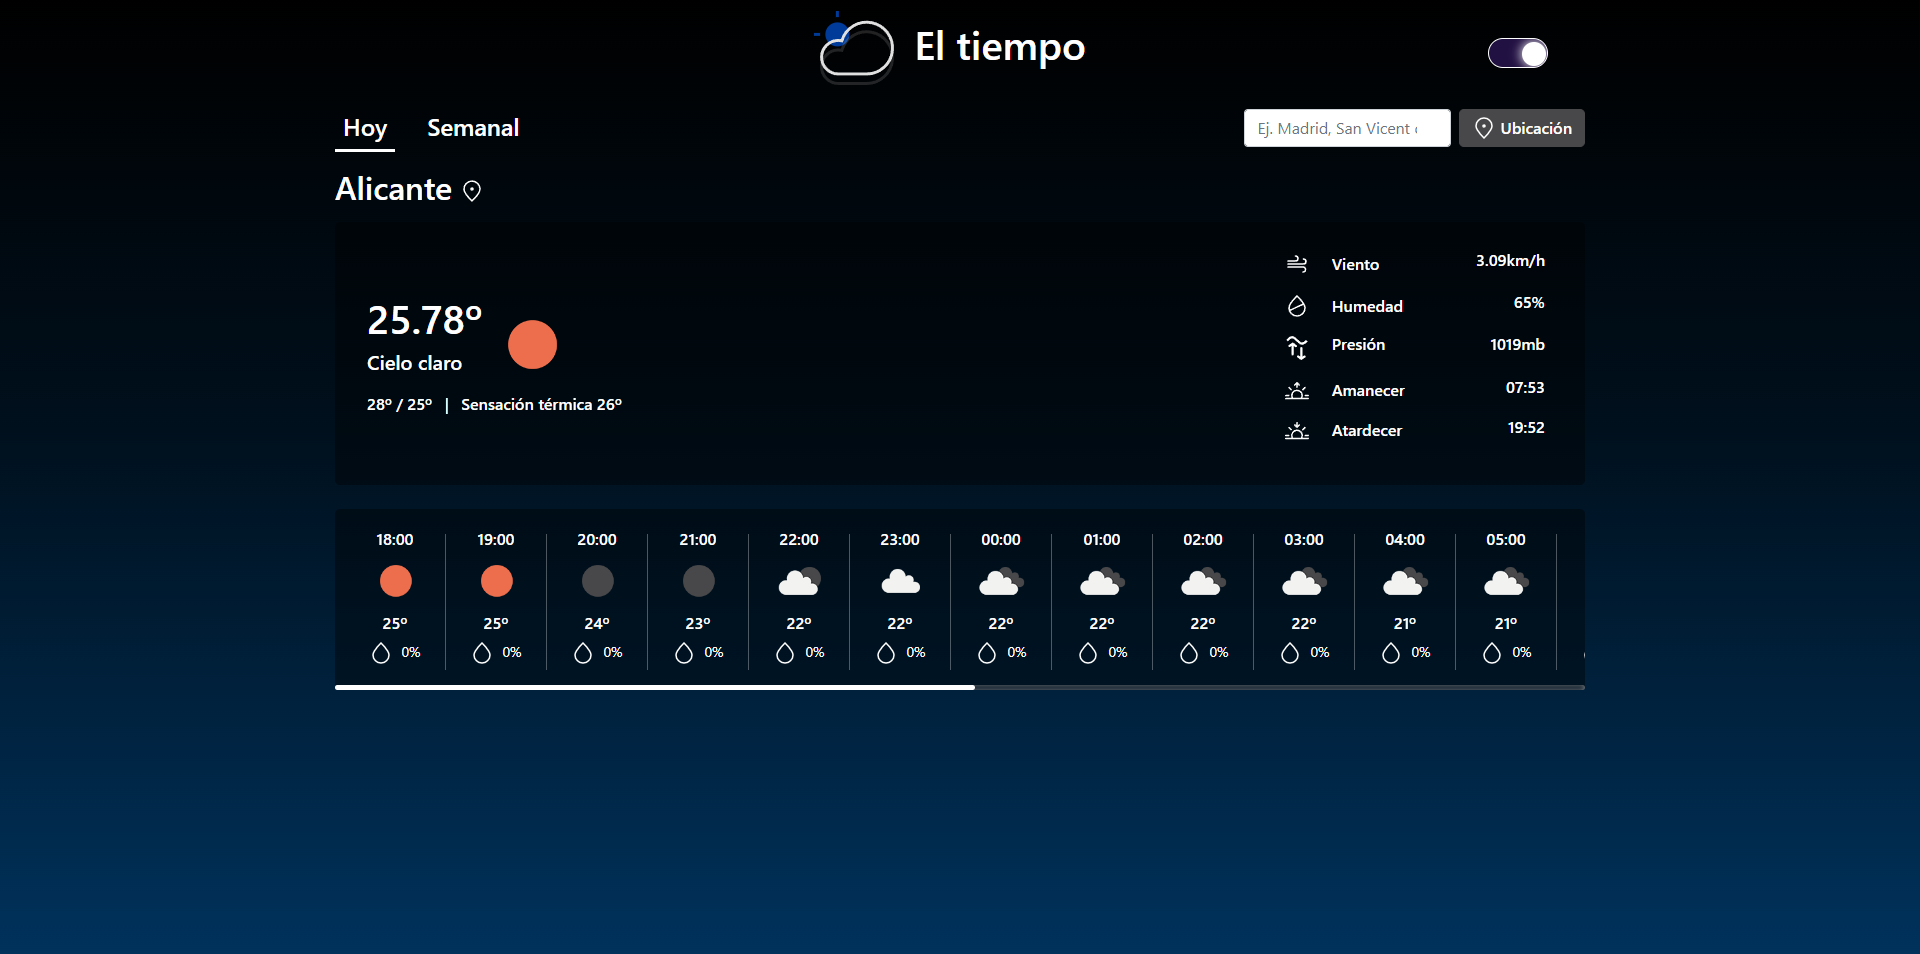 El tiempo
Hoy Semanal
Ej. Madrid, San Vicent
Ubicación
Alicante
25.78º
Cielo claro
28º / 25º | Sensación térmica 26º
Viento 3.09km/h
Humedad 65%
Presión 1019mb
Amanecer 07:53
Atardecer 19:52
18:00 19:00 20:00 21:00 22:00 23:00 00:00 01:00 02:00 03:00 04:00 05:00
25º 25º 24º 23º 22º 22º 22º 22º 22º 22º 21º 21º
0% 0% 0% 0% 0% 0% 0% 0% 0% 0% 0% 0%